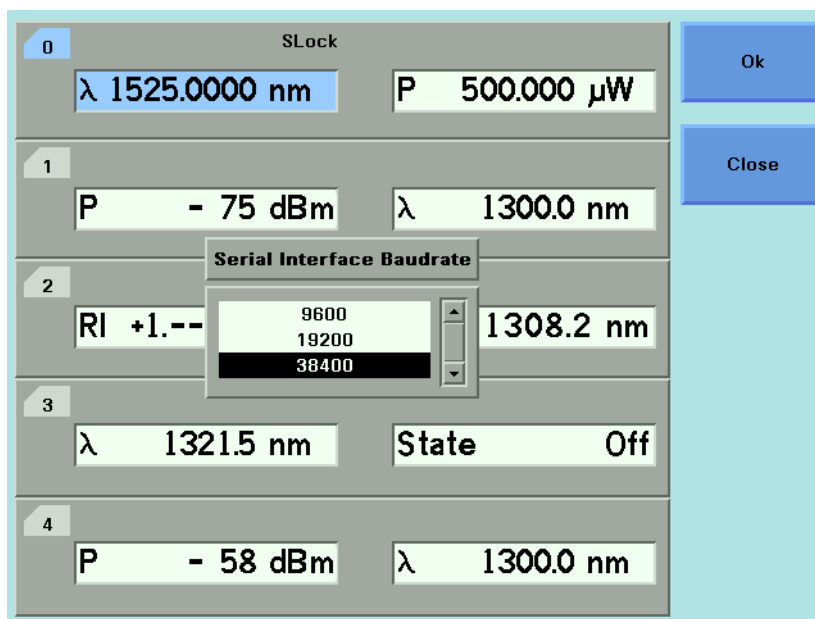 0
SLock
λ 1525.0000 nm
P 500.000 µW
Ok
1
P - 75 dBm
λ 1300.0 nm
Close
Serial Interface Baudrate
2
RI +1.--
1308.2 nm
9600
19200
38400
3
λ 1321.5 nm
State Off
4
P - 58 dBm
λ 1300.0 nm